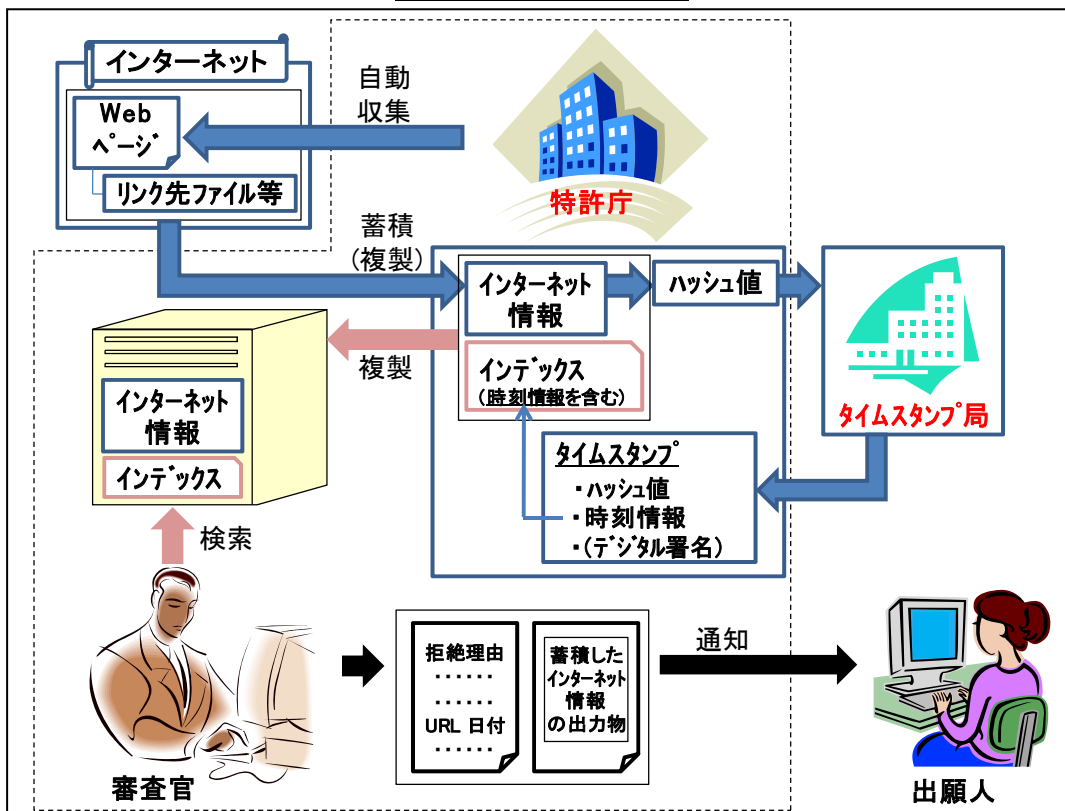 インターネット
Web
ページ
リンク先ファイル等
自動
収集
特許庁
蓄積
(複製)
インターネット
情報
ハッシュ値
インデックス
(時刻情報を含む)
複製
タイムスタンプ局
タイムスタンプ
・ハッシュ値
・時刻情報
・(デジタル署名)
インターネット
情報
インデックス
検索
審査官
拒絶理由
・・・・・・
・・・・・・
URL 日付
・・・・・・
蓄積した
インターネット
情報
の出力物
通知
出願人